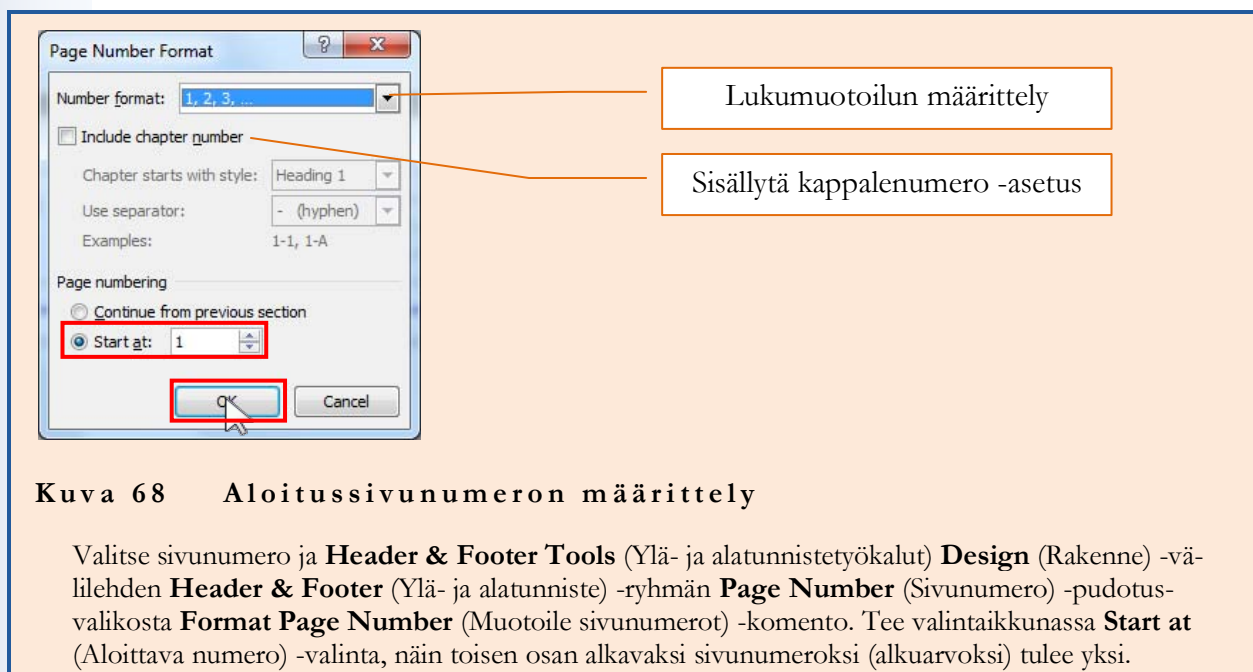 Page Number Format
Number format: 1, 2, 3, ...
Lukumuotoilun määrittely
Include chapter number
Chapter starts with style: Heading 1
Sisällytä kappalenumero -asetus
Use separator: - (hyphen)
Examples: 1-1, 1-A
Page numbering
Continue from previous section
Start at: 1
OK Cancel
Kuva 68 Aloitussivunumeron määrittely
Valitse sivunumero ja Header & Footer Tools (Ylä- ja alatunnistetyökalut) Design (Rakenne) -vä-
lilehden Header & Footer (Ylä- ja alatunniste) -ryhmän Page Number (Sivunumero) -pudotus-
valikosta Format Page Number (Muotoile sivunumerot) -komento. Tee valintaikkunassa Start at
(Aloittava numero) -valinta, näin toisen osan alkavaksi sivunumeroksi (alkuarvoksi) tulee yksi.